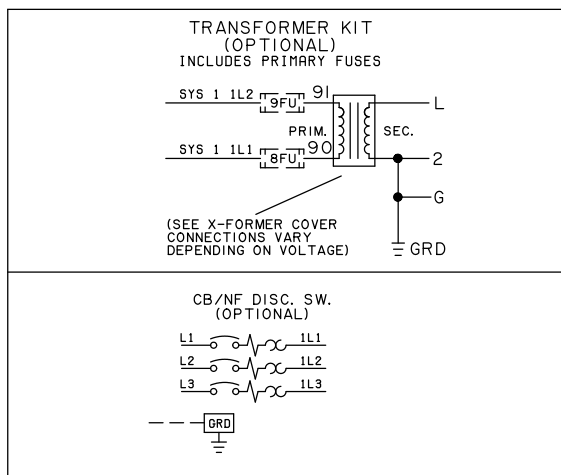 TRANSFORMER KIT
(OPTIONAL)
INCLUDES PRIMARY FUSES
SYS 1 1L2 9FU 91 L
PRIM. SEC.
SYS 1 1L1 8FU 90 2
G
(SEE X-FORMER COVER
CONNECTIONS VARY
DEPENDING ON VOLTAGE)
GRD
CB/NF DISC. SW.
(OPTIONAL)
L1 1L1
L2 1L2
L3 1L3
GRD